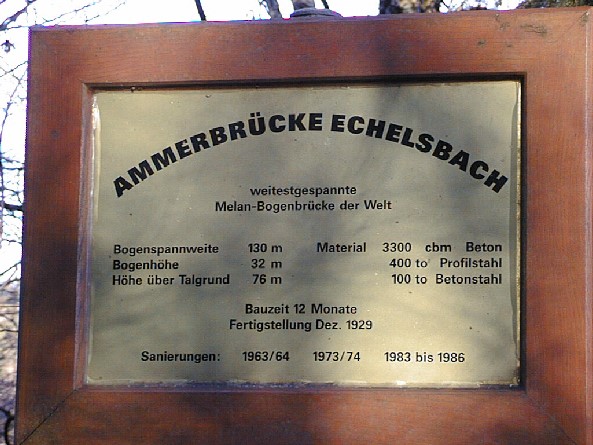 AMMERBRÜCKE ECHELSBACH
weitestgespannte
Melan-Bogenbrücke der Welt
Bogenspannweite 130 m Material 3300 cbm Beton
Bogenhöhe 32 m 400 to Profilstahl
Höhe über Talgrund 76 m 100 to Betonstahl
Bauzeit 12 Monate
Fertigstellung Dez. 1929
Sanierungen: 1963/64 1973/74 1983 bis 1986